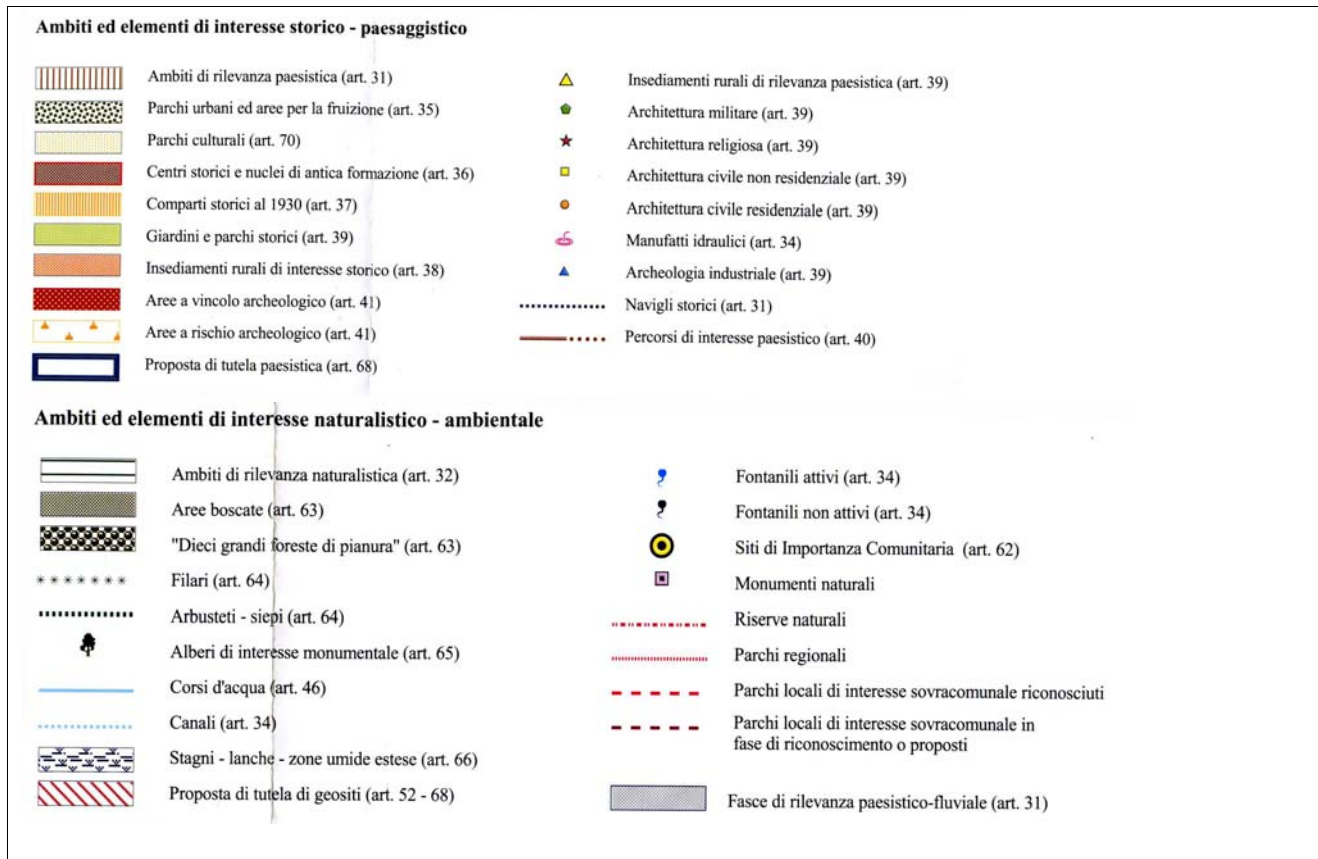 Ambiti ed elementi di interesse storico - paesaggistico
Ambiti di rilevanza paesistica (art. 31)
Parchi urbani ed aree per la fruizione (art. 35)
Parchi culturali (art. 70)
Centri storici e nuclei di antica formazione (art. 36)
Comparti storici al 1930 (art. 37)
Giardini e parchi storici (art. 39)
Insediamenti rurali di interesse storico (art. 38)
Aree a vincolo archeologico (art. 41)
Aree a rischio archeologico (art. 41)
Proposta di tutela paesistica (art. 68)
Insediamenti rurali di rilevanza paesistica (art. 39)
Architettura militare (art. 39)
Architettura religiosa (art. 39)
Architettura civile non residenziale (art. 39)
Architettura civile residenziale (art. 39)
Manufatti idraulici (art. 34)
Archeologia industriale (art. 39)
Navigli storici (art. 31)
Percorsi di interesse paesistico (art. 40)
Ambiti ed elementi di interesse naturalistico - ambientale
Ambiti di rilevanza naturalistica (art. 32)
Aree boscate (art. 63)
"Dieci grandi foreste di pianura" (art. 63)
Filari (art. 64)
Arbusteti - siepi (art. 64)
Alberi di interesse monumentale (art. 65)
Corsi d'acqua (art. 46)
Canali (art. 34)
Stagni - lanche - zone umide estese (art. 66)
Proposta di tutela di geositi (art. 52 - 68)
Fontanili attivi (art. 34)
Fontanili non attivi (art. 34)
Siti di Importanza Comunitaria (art. 62)
Monumenti naturali
Riserve naturali
Parchi regionali
Parchi locali di interesse sovracomunale riconosciuti
Parchi locali di interesse sovracomunale in
fase di riconoscimento o proposti
Fasce di rilevanza paesistico-fluviale (art. 31)